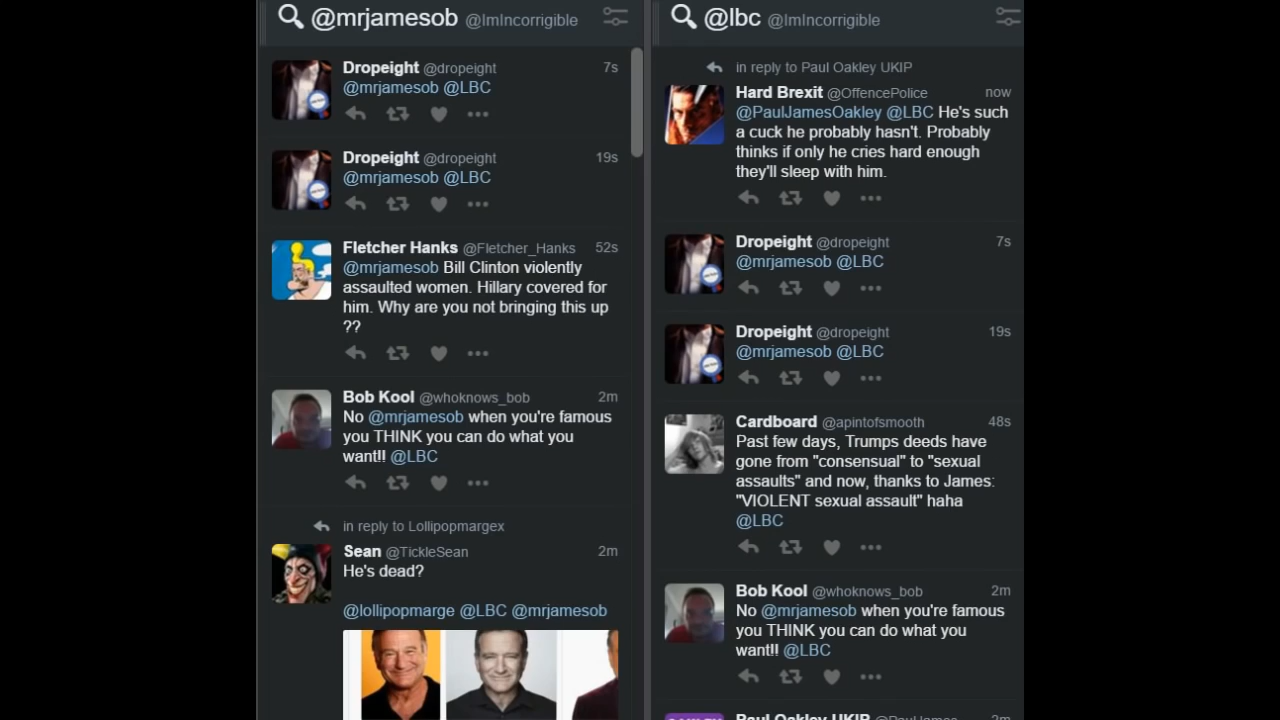 @mrjamesob @ImIncorrigible
Dropeight @dropeight 7s
@mrjamesob @LBC
Dropeight @dropeight 19s
@mrjamesob @LBC
Fletcher Hanks @Fletcher_Hanks 52s
@mrjamesob Bill Clinton violently
assaulted women. Hillary covered for
him. Why are you not bringing this up
??
Bob Kool @whoknows_bob 2m
No @mrjamesob when you're famous
you THINK you can do what you
want!! @LBC
in reply to Lollipopmargex
Sean @TickleSean 2m
He's dead?
@lollipopmarge @LBC @mrjamesob
@lbc @ImIncorrigible
in reply to Paul Oakley UKIP
Hard Brexit @OffencePolice now
@PaulJamesOakley @LBC He's such
a cuck he probably hasn't. Probably
thinks if only he cries hard enough
they'll sleep with him.
Dropeight @dropeight 7s
@mrjamesob @LBC
Dropeight @dropeight 19s
@mrjamesob @LBC
Cardboard @apintofsmooth 48s
Past few days, Trumps deeds have
gone from "consensual" to "sexual
assaults" and now, thanks to James:
"VIOLENT sexual assault" haha
@LBC
Bob Kool @whoknows_bob 2m
No @mrjamesob when you're famous
you THINK you can do what you
want!! @LBC
Paul Oakley UKIP @PaulJames 2m